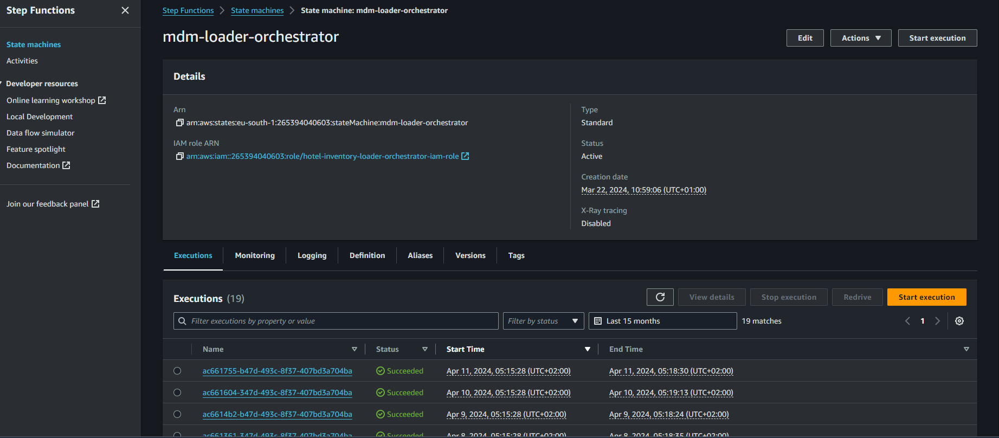 Step Functions
State machines
Activities
Developer resources
Online learning workshop
Local Development
Data flow simulator
Feature spotlight
Documentation
Join our feedback panel
Step Functions State machines State machine: mdm-loader-orchestrator
mdm-loader-orchestrator
Edit Actions Start execution
Details
Arn
arn:aws:states:eu-south-1:265394040603:stateMachine:mdm-loader-orchestrator
IAM role ARN
arn:aws:iam::265394040603:role/hotel-inventory-loader-orchestrator-iam-role
Type
Standard
Status
Active
Creation date
Mar 22, 2024, 10:59:06 (UTC+01:00)
X-Ray tracing
Disabled
Executions Monitoring Logging Definition Aliases Versions Tags
Executions (19) View details Stop execution Redrive Start execution
Filter executions by property or value Filter by status Last 15 months 19 matches 1
Name Status Start Time End Time
ac661755-b47d-493c-8f37-407bd3a704ba Succeeded Apr 11, 2024, 05:15:28 (UTC+02:00) Apr 11, 2024, 05:18:30 (UTC+02:00)
ac661604-347d-493c-8f37-407bd3a704ba Succeeded Apr 10, 2024, 05:15:28 (UTC+02:00) Apr 10, 2024, 05:19:13 (UTC+02:00)
ac6614b2-b47d-493c-8f37-407bd3a704ba Succeeded Apr 9, 2024, 05:15:28 (UTC+02:00) Apr 9, 2024, 05:18:24 (UTC+02:00)
ac661361-347d-493c-8f37-407bd3a704ba Succeeded Apr 8, 2024, 05:15:28 (UTC+02:00) Apr 8, 2024, 05:18:35 (UTC+02:00)